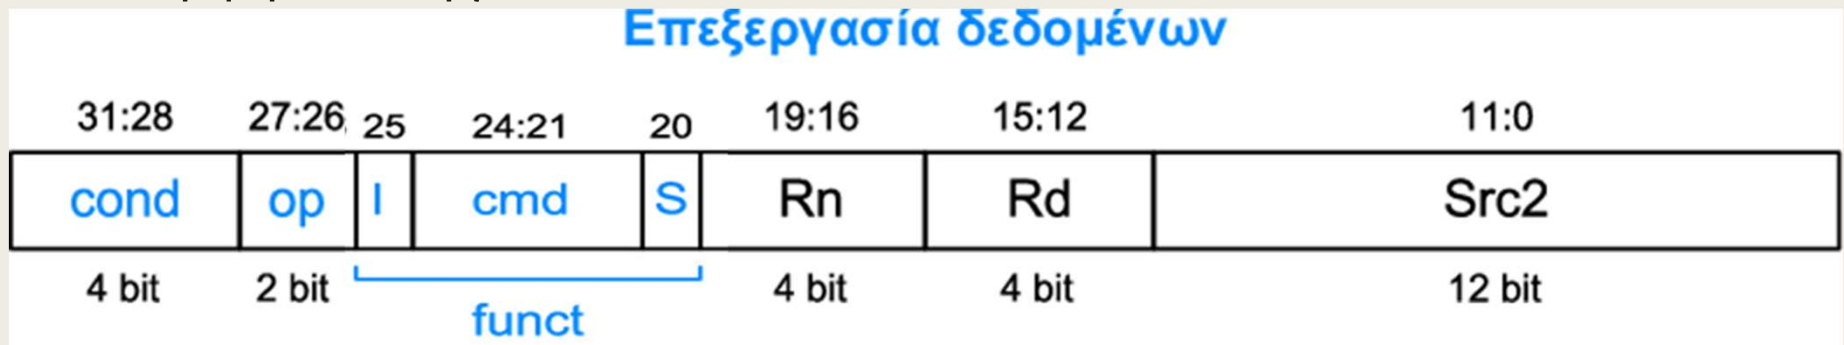 Επεξεργασία δεδομένων
31:28 27:26 25 24:21 20 19:16 15:12 11:0
cond op I cmd S Rn Rd Src2
4 bit 2 bit 4 bit 4 bit 12 bit
funct